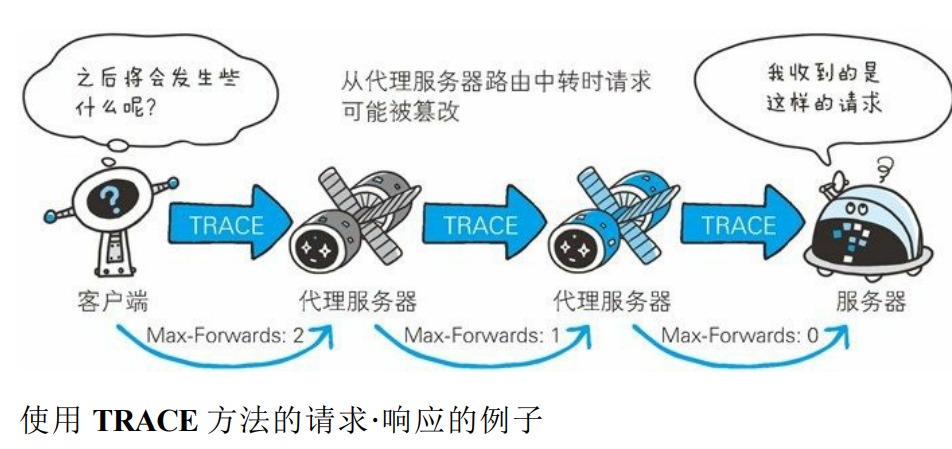 之后将会发生些
什么呢?
从代理服务器路由中转时请求
可能被篡改
我收到的是
这样的请求
TRACE
TRACE
TRACE
客户端
代理服务器
代理服务器
服务器
Max-Forwards: 2
Max-Forwards: 1
Max-Forwards: 0
使用 TRACE 方法的请求·响应的例子